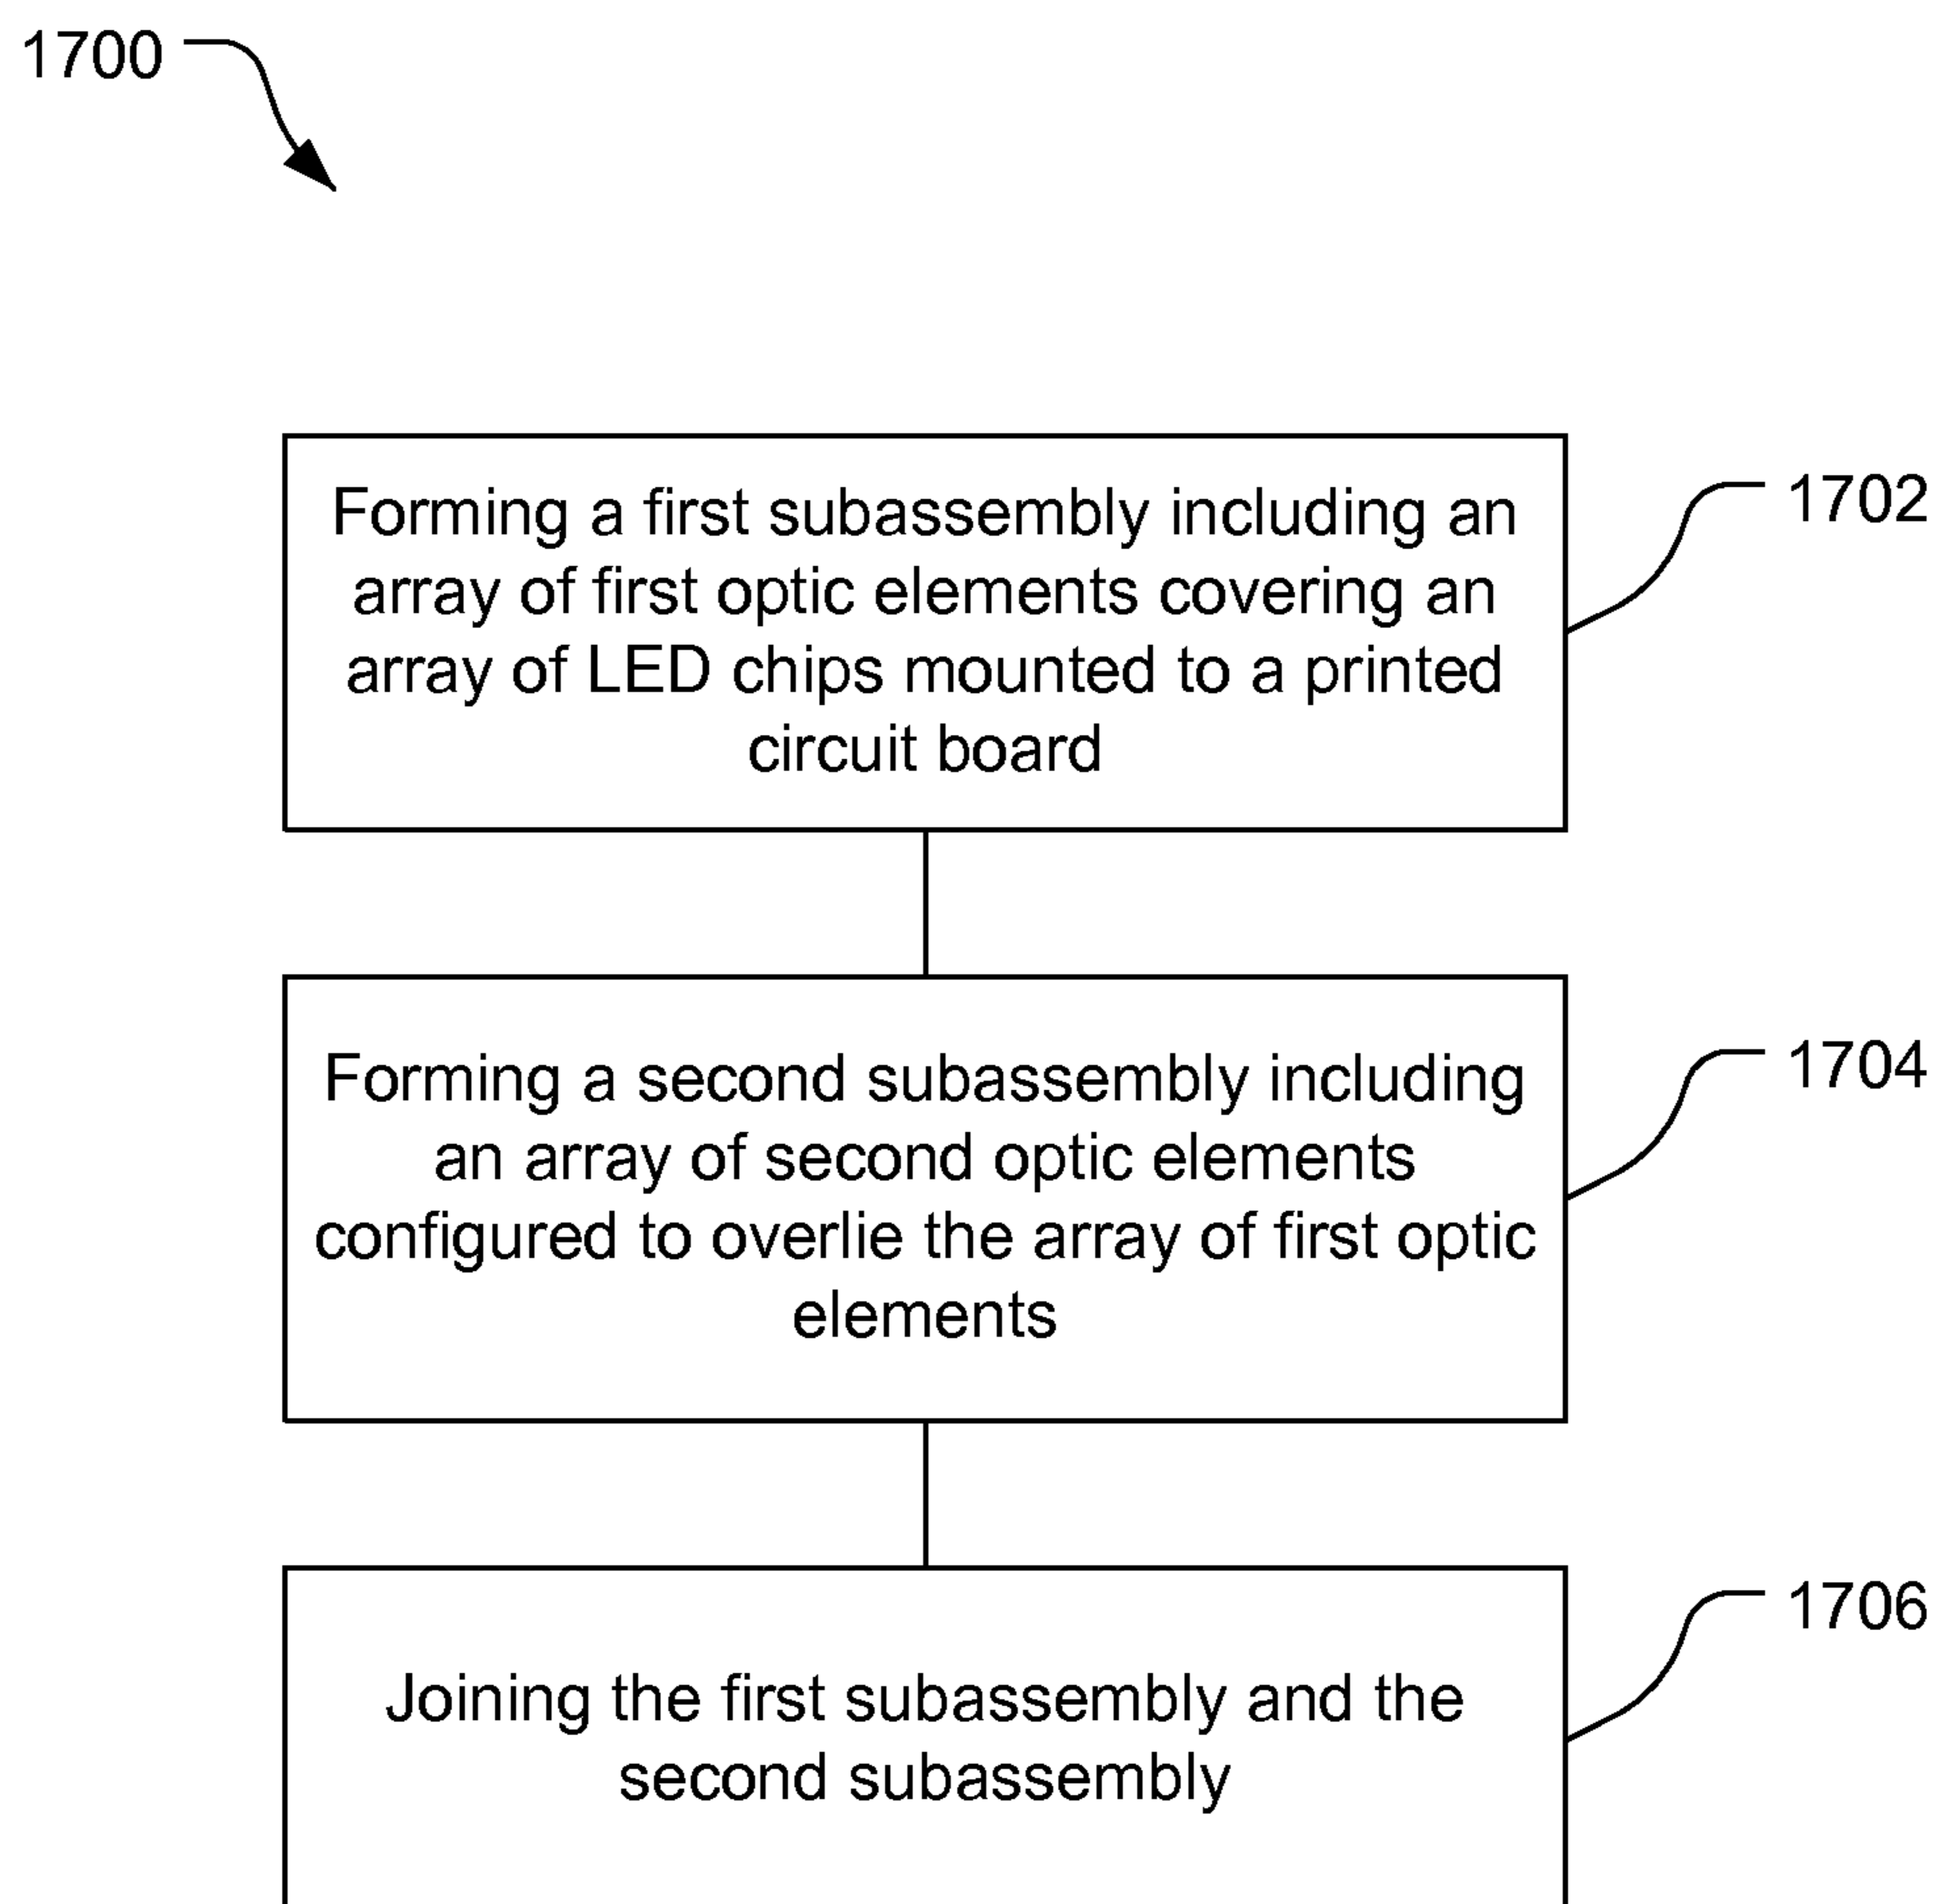 1700
Forming a first subassembly including an
array of first optic elements covering an
array of LED chips mounted to a printed
circuit board
1702
Forming a second subassembly including
an array of second optic elements
configured to overlie the array of first optic
elements
1704
Joining the first subassembly and the
second subassembly
1706